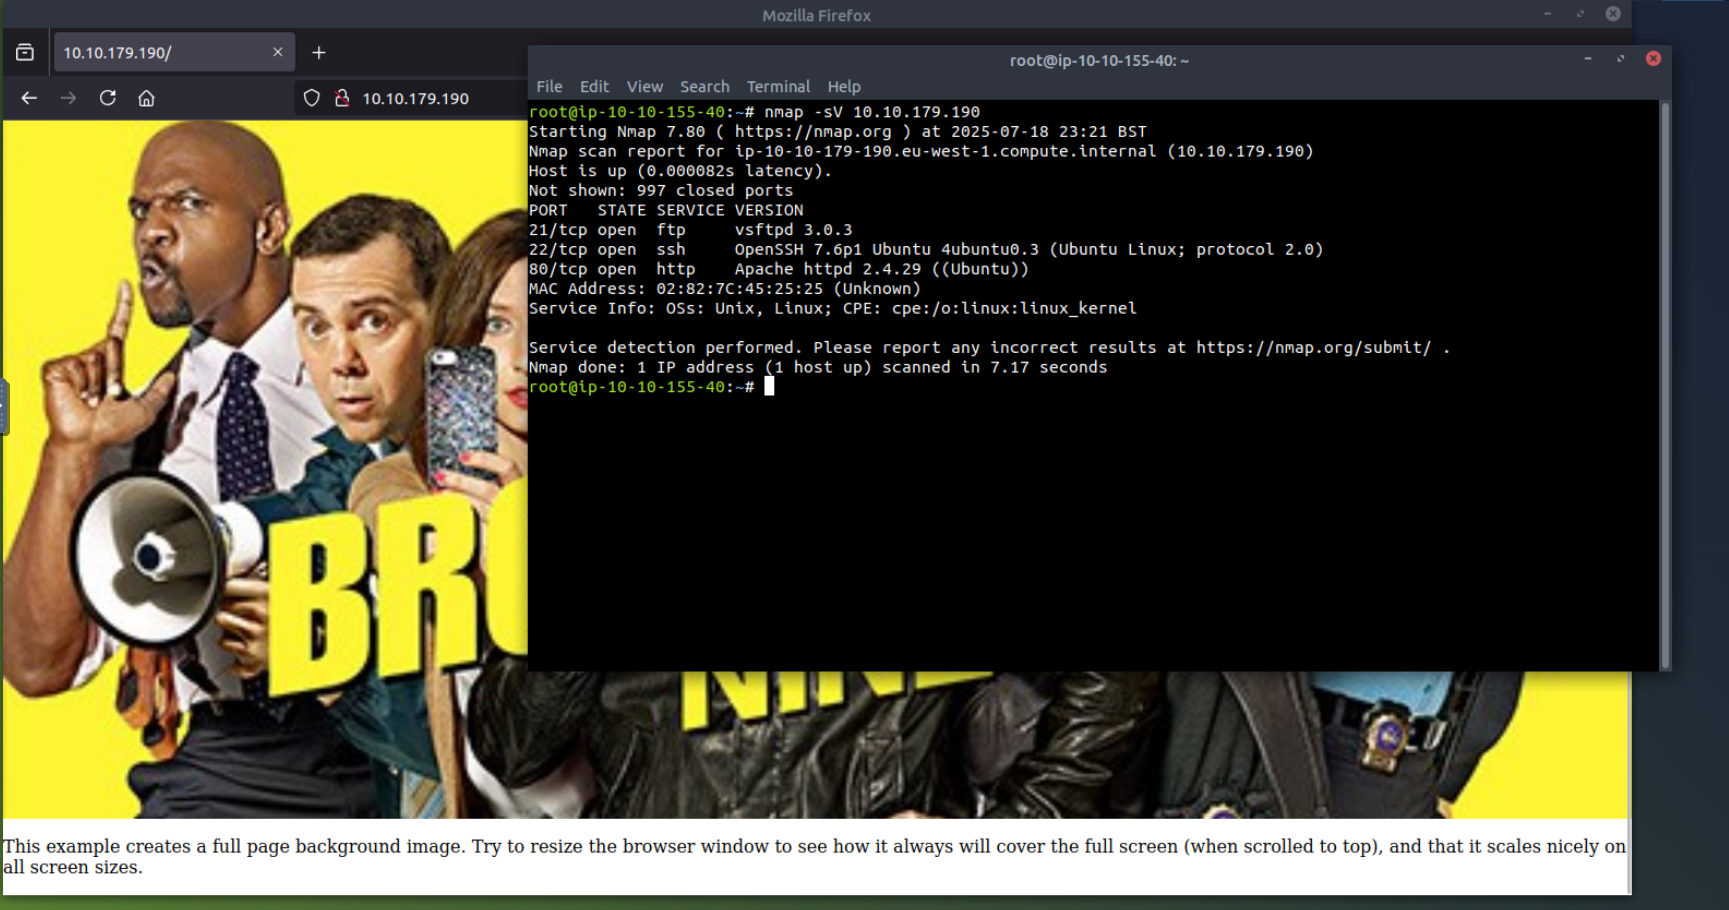 Mozilla Firefox
10.10.179.190/
10.10.179.190
root@ip-10-10-155-40: ~
File Edit View Search Terminal Help
root@ip-10-10-155-40:~# nmap -sV 10.10.179.190
Starting Nmap 7.80 ( https://nmap.org ) at 2025-07-18 23:21 BST
Nmap scan report for ip-10-10-179-190.eu-west-1.compute.internal (10.10.179.190)
Host is up (0.000082s latency).
Not shown: 997 closed ports
PORT   STATE SERVICE VERSION
21/tcp open  ftp     vsftpd 3.0.3
22/tcp open  ssh     OpenSSH 7.6p1 Ubuntu 4ubuntu0.3 (Ubuntu Linux; protocol 2.0)
80/tcp open  http    Apache httpd 2.4.29 ((Ubuntu))
MAC Address: 02:82:7C:45:25:25 (Unknown)
Service Info: OSs: Unix, Linux; CPE: cpe:/o:linux:linux_kernel
Service detection performed. Please report any incorrect results at https://nmap.org/submit/ .
Nmap done: 1 IP address (1 host up) scanned in 7.17 seconds
root@ip-10-10-155-40:~#
BRO
NINE
This example creates a full page background image. Try to resize the browser window to see how it always will cover the full screen (when scrolled to top), and that it scales nicely on
all screen sizes.